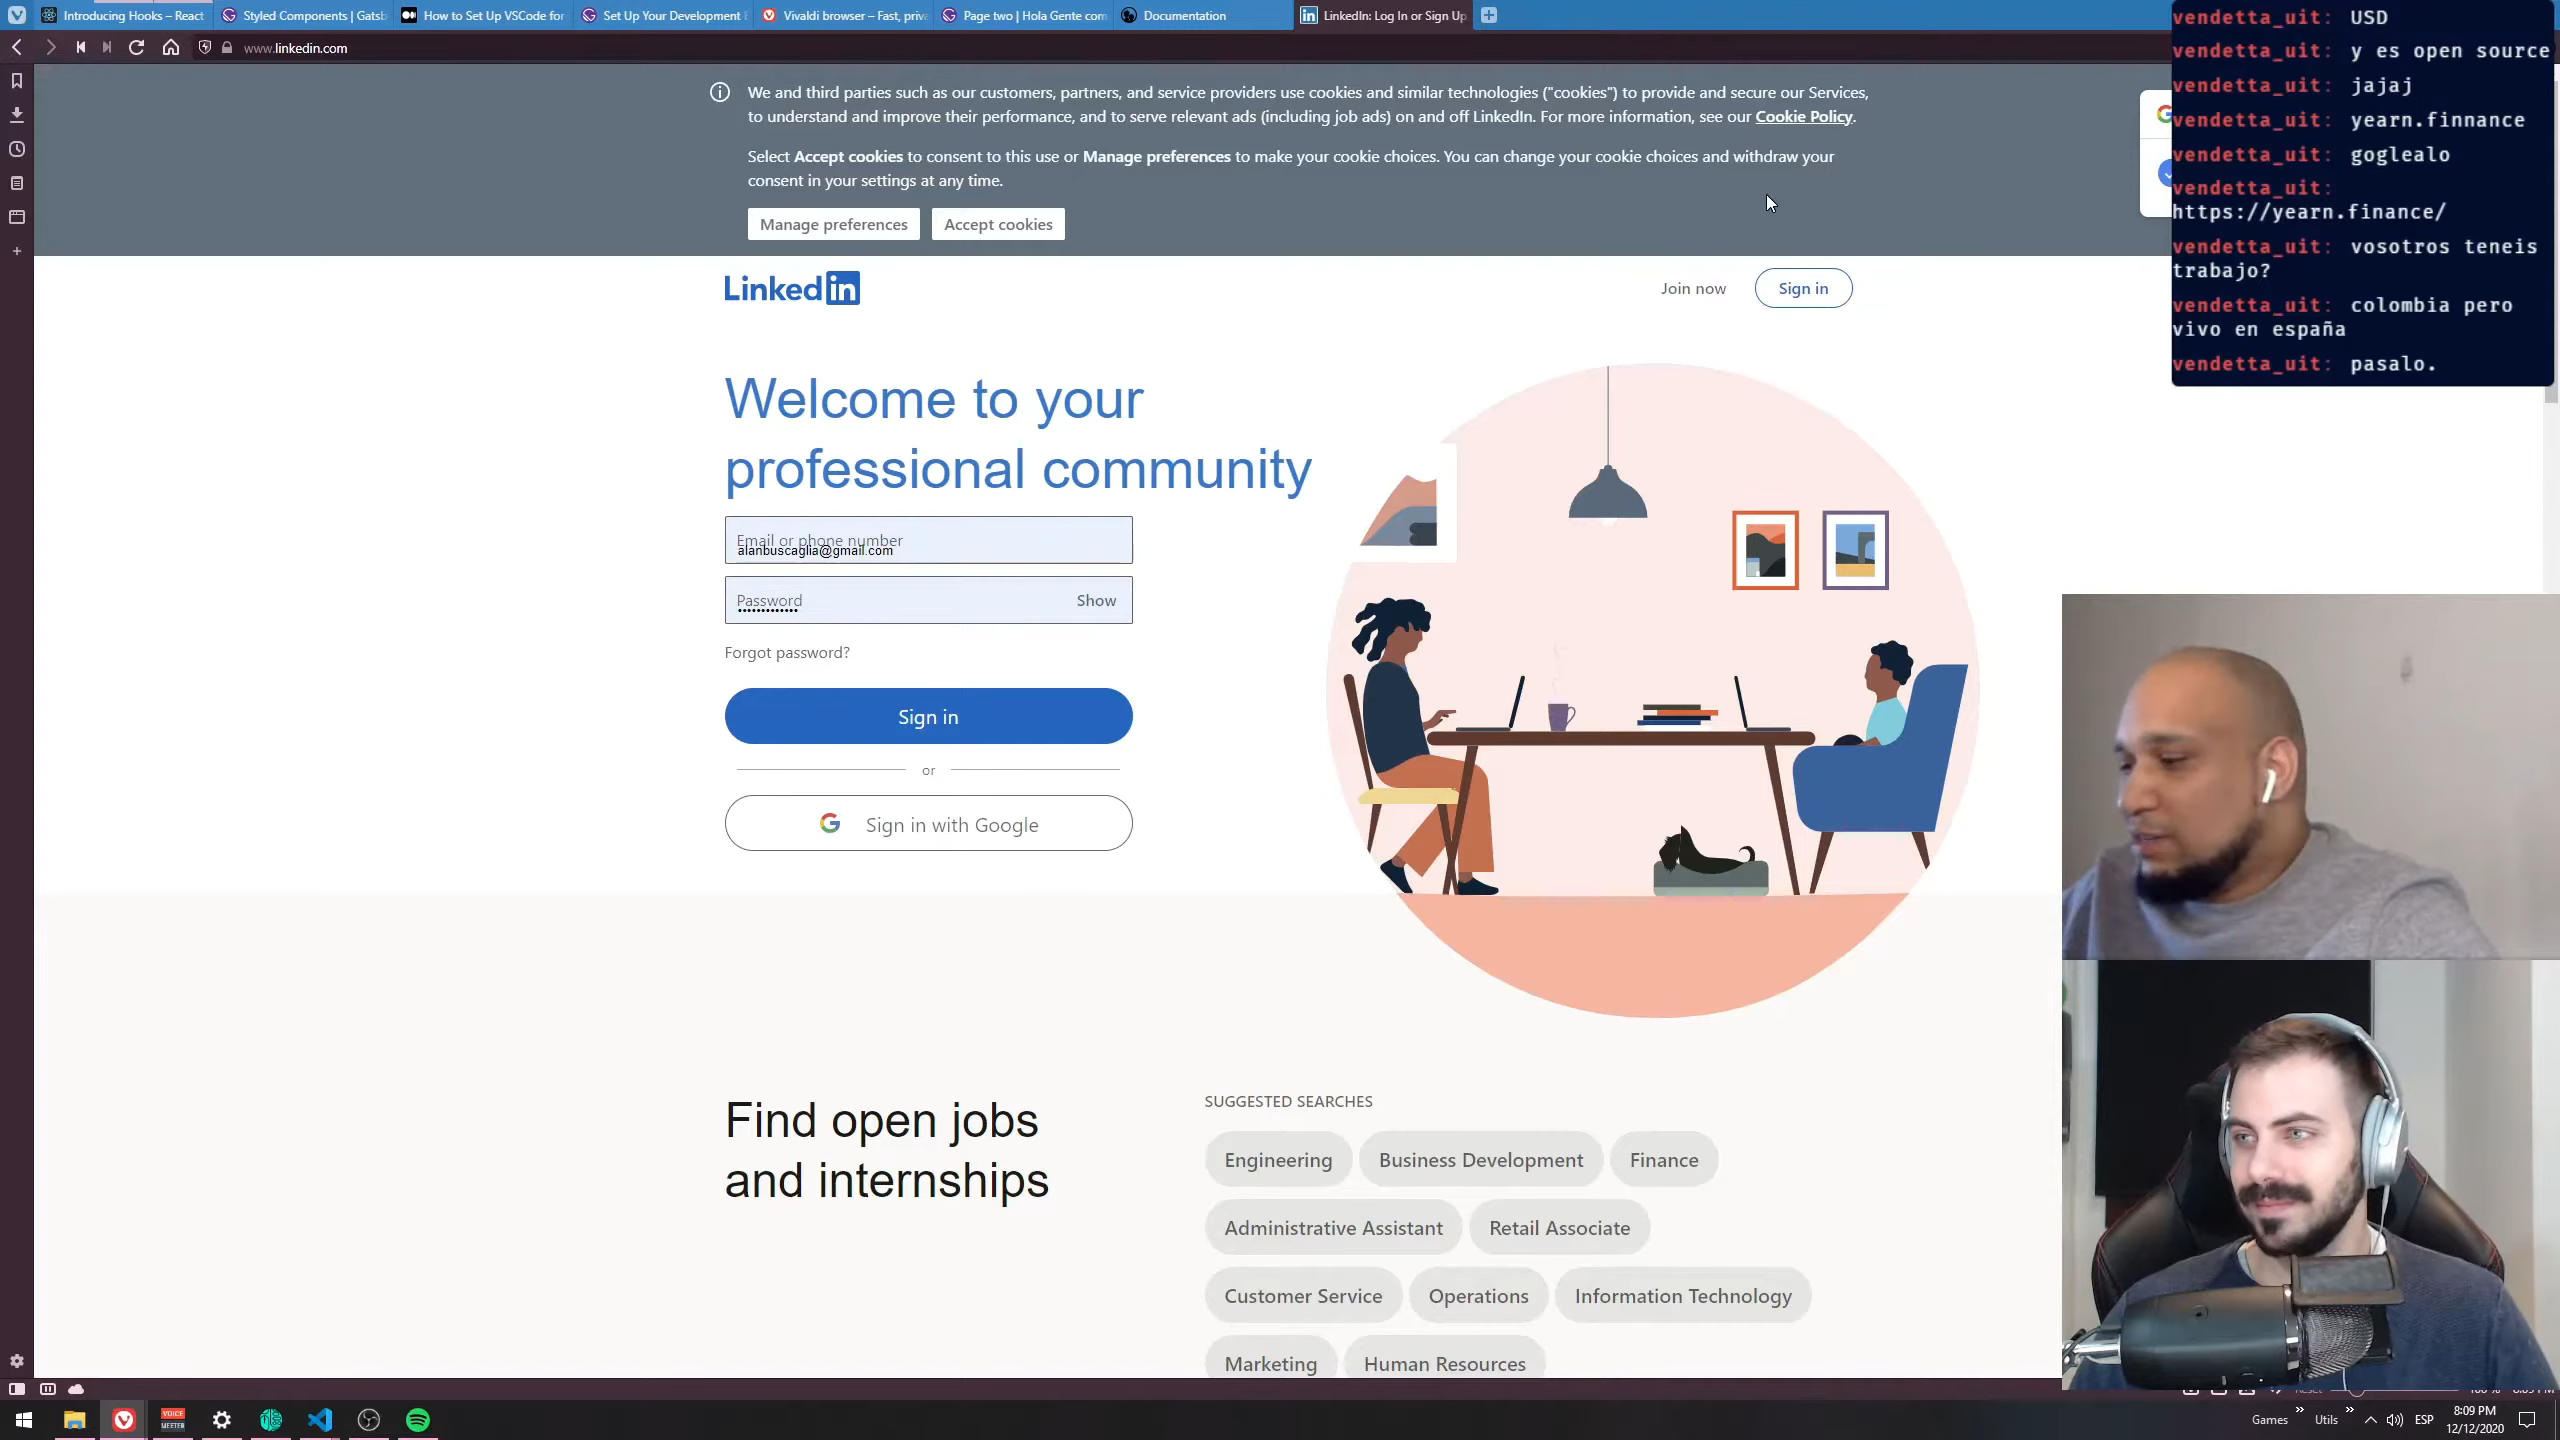 Introducing Hooks – React
Styled Components | Gatsb
How to Set Up VSCode for
Set Up Your Development E
Vivaldi browser – Fast, priv
Page two | Hola Gente com
Documentation
LinkedIn: Log In or Sign Up
www.linkedin.com
We and third parties such as our customers, partners, and service providers use cookies and similar technologies ("cookies") to provide and secure our Services,
to understand and improve their performance, and to serve relevant ads (including job ads) on and off LinkedIn. For more information, see our Cookie Policy.
Select Accept cookies to consent to this use or Manage preferences to make your cookie choices. You can change your cookie choices and withdraw your
consent in your settings at any time.
Manage preferences
Accept cookies
vendetta_uit: USD
vendetta_uit: y es open source
vendetta_uit: jajaj
vendetta_uit: yearn.finnance
vendetta_uit: goglealo
vendetta_uit:
https://yearn.finance/
vendetta_uit: vosotros teneis
trabajo?
vendetta_uit: colombia pero
vivo en españa
vendetta_uit: pasalo.
Linked in
Join now
Sign in
Welcome to your
professional community
Email or phone number
alanbuscaglia@gmail.com
Password
Show
Forgot password?
Sign in
or
Sign in with Google
Find open jobs
and internships
SUGGESTED SEARCHES
Engineering
Business Development
Finance
Administrative Assistant
Retail Associate
Customer Service
Operations
Information Technology
Marketing
Human Resources
VOICE
MEETER
Games
Utils
ESP
8:09 PM
12/12/2020